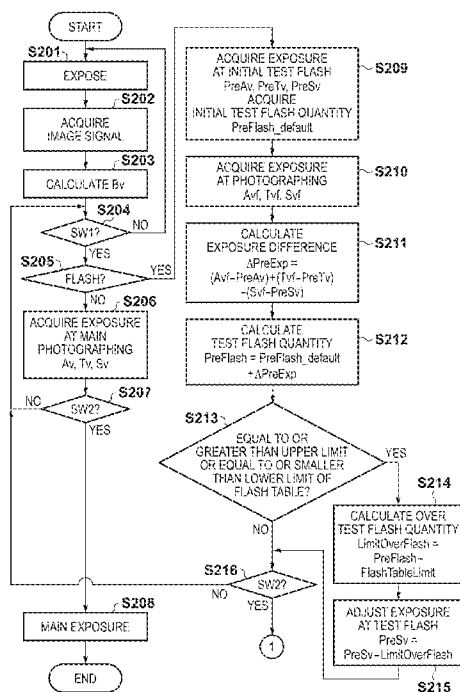 START
S201
EXPOSE
S202
ACQUIRE
IMAGE SIGNAL
S203
CALCULATE Bv
S204
SW1?
NO
YES
S205
FLASH?
YES
NO
S206
ACQUIRE EXPOSURE
AT MAIN
PHOTOGRAPHING
Av, Tv, Sv
S207
SW2?
NO
YES
S208
MAIN EXPOSURE
END
S209
ACQUIRE EXPOSURE
AT INITIAL TEST FLASH
PreAv, PreTv, PreSv
ACQUIRE
INITIAL TEST FLASH QUANTITY
PreFlash_default
S210
ACQUIRE EXPOSURE
AT PHOTOGRAPHING
Avf, Tvf, Svf
S211
CALCULATE
EXPOSURE DIFFERENCE
ΔPreExp =
(Avf-PreAv)+(Tvf-PreTv)
-(Svf-PreSv)
S212
CALCULATE
TEST FLASH QUANTITY
PreFlash = PreFlash_default
+ΔPreExp
S213
EQUAL TO OR
GREATER THAN UPPER LIMIT
OR EQUAL TO OR SMALLER
THAN LOWER LIMIT OF
FLASH TABLE?
YES
NO
S214
CALCULATE OVER
TEST FLASH QUANTITY
LimitOverFlash =
PreFlash-
FlashTableLimit
S215
ADJUST EXPOSURE
AT TEST FLASH
PreSv =
PreSv-LimitOverFlash
S216
SW2?
NO
YES
1